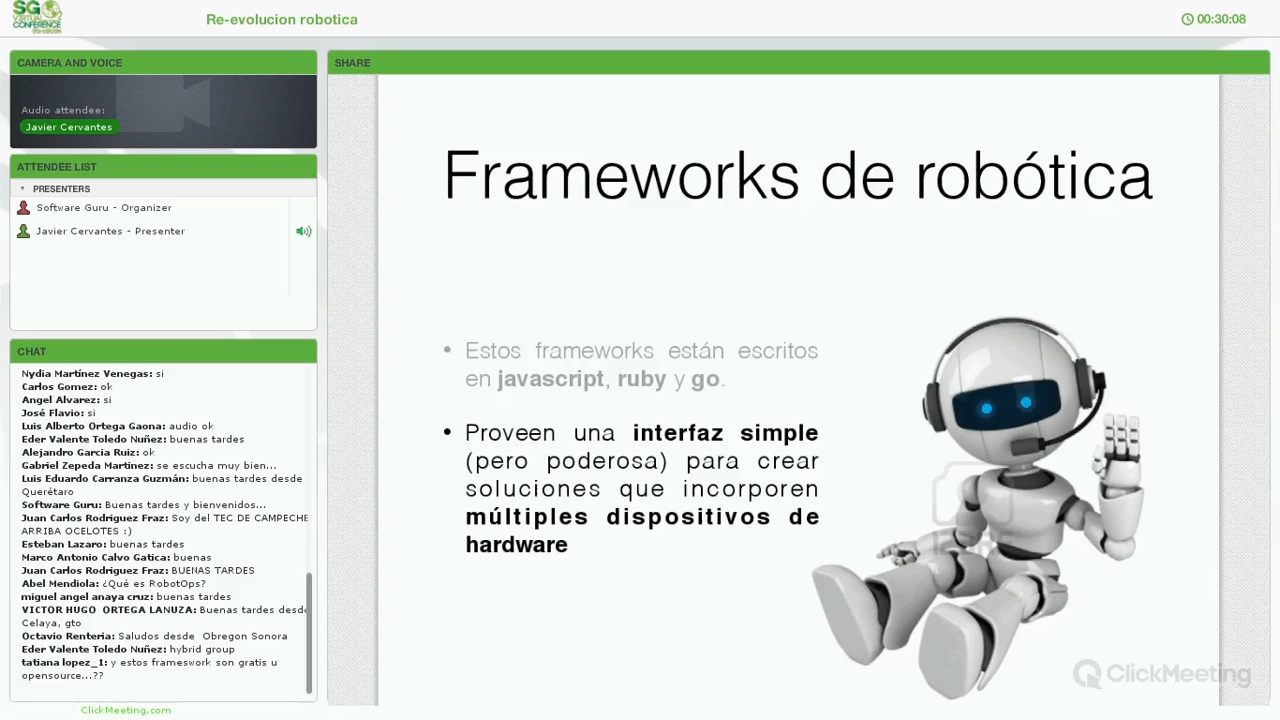 SG
VIRTUAL
CONFERENCE
Re-evolucion robotica
00:30:08
CAMERA AND VOICE
Audio attendee:
Javier Cervantes
ATTENDEE LIST
PRESENTERS
Software Guru - Organizer
Javier Cervantes - Presenter
CHAT
Nydia Martínez Venegas: si
Carlos Gomez: ok
Angel Alvarez: si
José Flavio: si
Luis Alberto Ortega Gaona: audio ok
Eder Valente Toledo Nuñez: buenas tardes
Alejandro Garcia Ruiz: ok
Gabriel Zepeda Martínez: se escucha muy bien...
Luis Eduardo Carranza Guzmán: buenas tardes desde
Querétaro
Software Guru: Buenas tardes y bienvenidos...
Juan Carlos Rodriguez Fraz: Soy del TEC DE CAMPECHE
ARRIBA OCELOTES :)
Esteban Lazaro: buenas tardes
Marco Antonio Calvo Gatica: buenas
Juan Carlos Rodriguez Fraz: BUENAS TARDES
Abel Mendiola: ¿Qué es RobotOps?
miguel angel anaya cruz: buenas tardes
VICTOR HUGO ORTEGA LANUZA: Buenas tardes desde
Celaya, gto
Octavio Renteria: Saludos desde Obregon Sonora
Eder Valente Toledo Nuñez: hybrid group
tatiana lopez_1: y estos framsework son gratis u
opensource...??
ClickMeeting.com
SHARE
Frameworks de robótica
• Estos frameworks están escritos
en javascript, ruby y go.
• Proveen una interfaz simple
(pero poderosa) para crear
soluciones que incorporen
múltiples dispositivos de
hardware
ClickMeeting